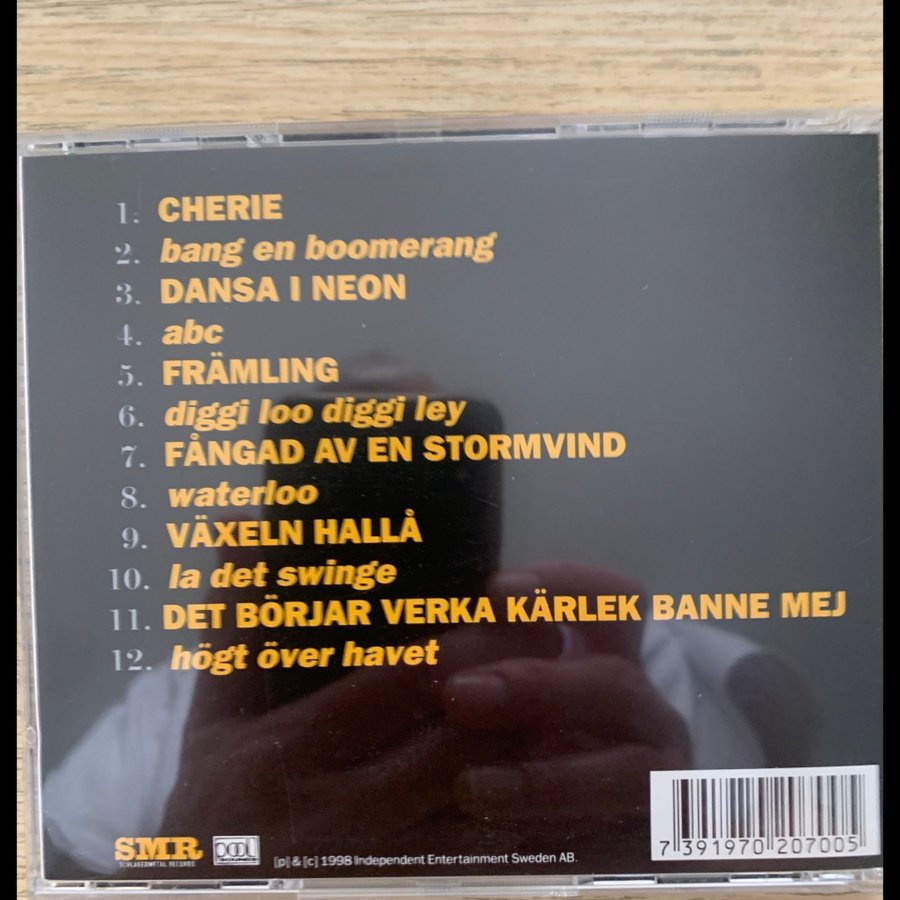 1. CHERIE
2. bang en boomerang
3. DANSA I NEON
4. abc
5. FRÄMLING
6. diggi loo diggi ley
7. FÅNGAD AV EN STORMVIND
8. waterloo
9. VÄXELN HALLÅ
10. la det swinge
11. DET BÖRJAR VERKA KÄRLEK BANNE MEJ
12. högt över havet
SMR
SCHLAGERMETAL RECORDS
[p] & [c] 1998 Independent Entertainment Sweden AB.
7 391970 207005